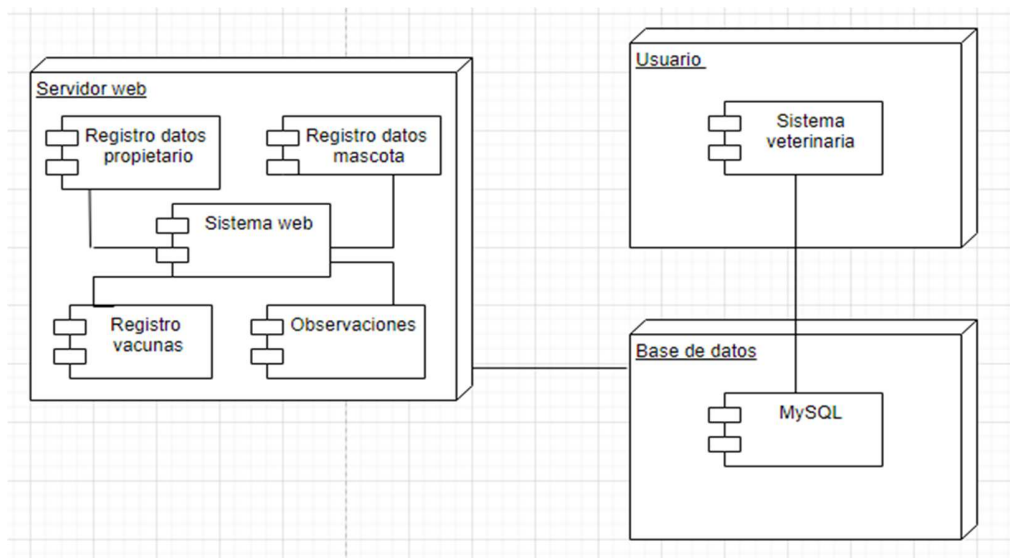 Servidor web
Registro datos
propietario
Registro datos
mascota
Sistema web
Registro
vacunas
Observaciones
Usuario
Sistema
veterinaria
Base de datos
MySQL